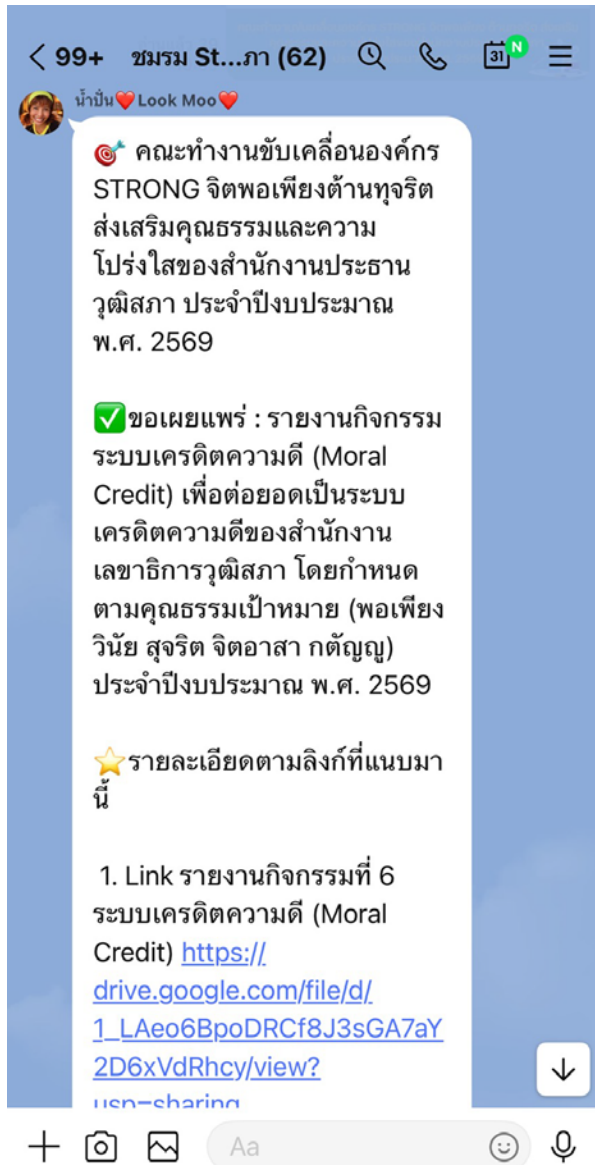 99+ ชมรม St...ภา (62) 31 N
น้ำปั่น❤️Look Moo❤️
🎯 คณะทำงานขับเคลื่อนองค์กร
STRONG จิตพอเพียงต้านทุจริต
ส่งเสริมคุณธรรมและความ
โปร่งใสของสำนักงานประธาน
วุฒิสภา ประจำปีงบประมาณ
พ.ศ. 2569
✅ขอเผยแพร่ : รายงานกิจกรรม
ระบบเครดิตความดี (Moral
Credit) เพื่อต่อยอดเป็นระบบ
เครดิตความดีของสำนักงาน
เลขาธิการวุฒิสภา โดยกำหนด
ตามคุณธรรมเป้าหมาย (พอเพียง
วินัย สุจริต จิตอาสา กตัญญู)
ประจำปีงบประมาณ พ.ศ. 2569
⭐รายละเอียดตามลิงก์ที่แนบมา
นี้
1. Link รายงานกิจกรรมที่ 6
ระบบเครดิตความดี (Moral
Credit) https://
drive.google.com/file/d/
1_LAeo6BpoDRCf8J3sGA7aY
2D6xVdRhcy/view?
usp=sharing
Aa